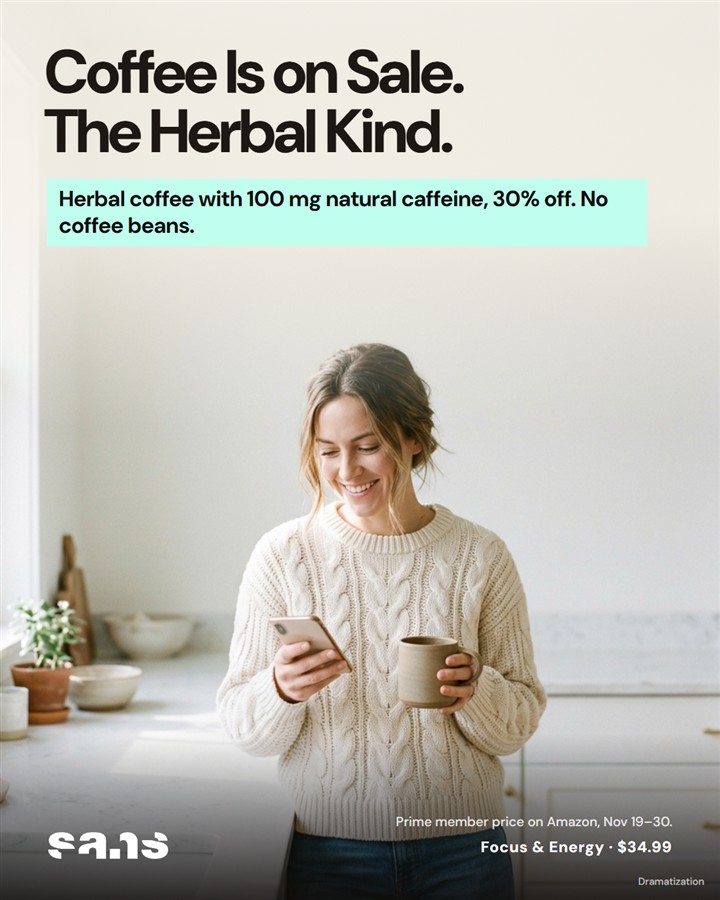 Coffee Is on Sale.
The Herbal Kind.
Herbal coffee with 100 mg natural caffeine, 30% off. No
coffee beans.
Prime member price on Amazon, Nov 19–30.
sans
Focus & Energy · $34.99
Dramatization